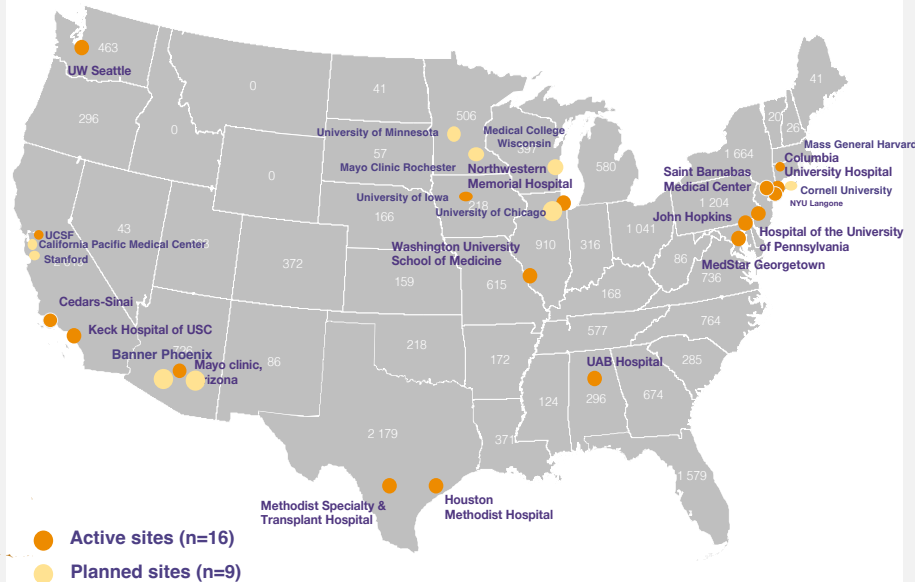 463
UW Seattle
296
0
0
0
41
506
57
University of Minnesota
Medical College
Wisconsin
Mayo Clinic Rochester
Northwestern
Memorial Hospital
University of Iowa
218
University of Chicago
580
41
20
26
1 664
Mass General Harvard
Columbia
University Hospital
Saint Barnabas
Medical Center
Cornell University
NYU Langone
1 204
John Hopkins
Hospital of the University
of Pennsylvania
MedStar Georgetown
736
86
1 041
316
910
Washington University
School of Medicine
615
166
159
372
43
UCSF
California Pacific Medical Center
Stanford
Cedars-Sinai
Keck Hospital of USC
Banner Phoenix
Mayo clinic,
rizona
86
218
172
168
577
764
285
UAB Hospital
124
296
674
371
2 179
1 579
Methodist Specialty &
Transplant Hospital
Houston
Methodist Hospital
Active sites (n=16)
Planned sites (n=9)